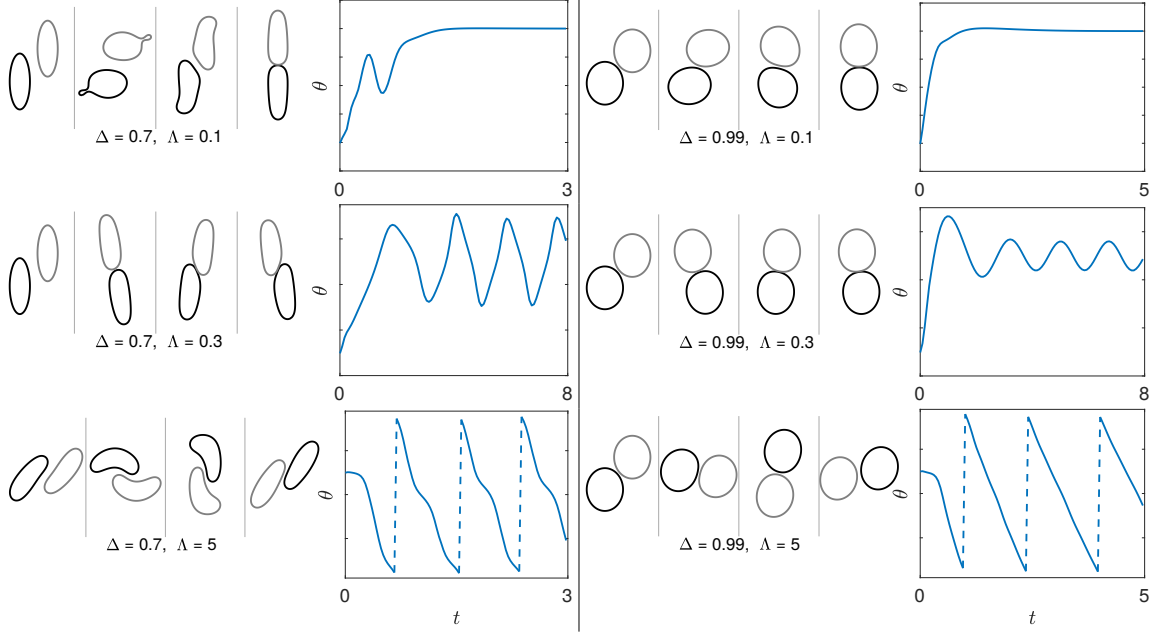 θ
0
3
Δ = 0.7, Λ = 0.1
θ
0
5
Δ = 0.99, Λ = 0.1
θ
0
8
Δ = 0.7, Λ = 0.3
θ
0
8
Δ = 0.99, Λ = 0.3
θ
0
3
t
Δ = 0.7, Λ = 5
θ
0
5
t
Δ = 0.99, Λ = 5